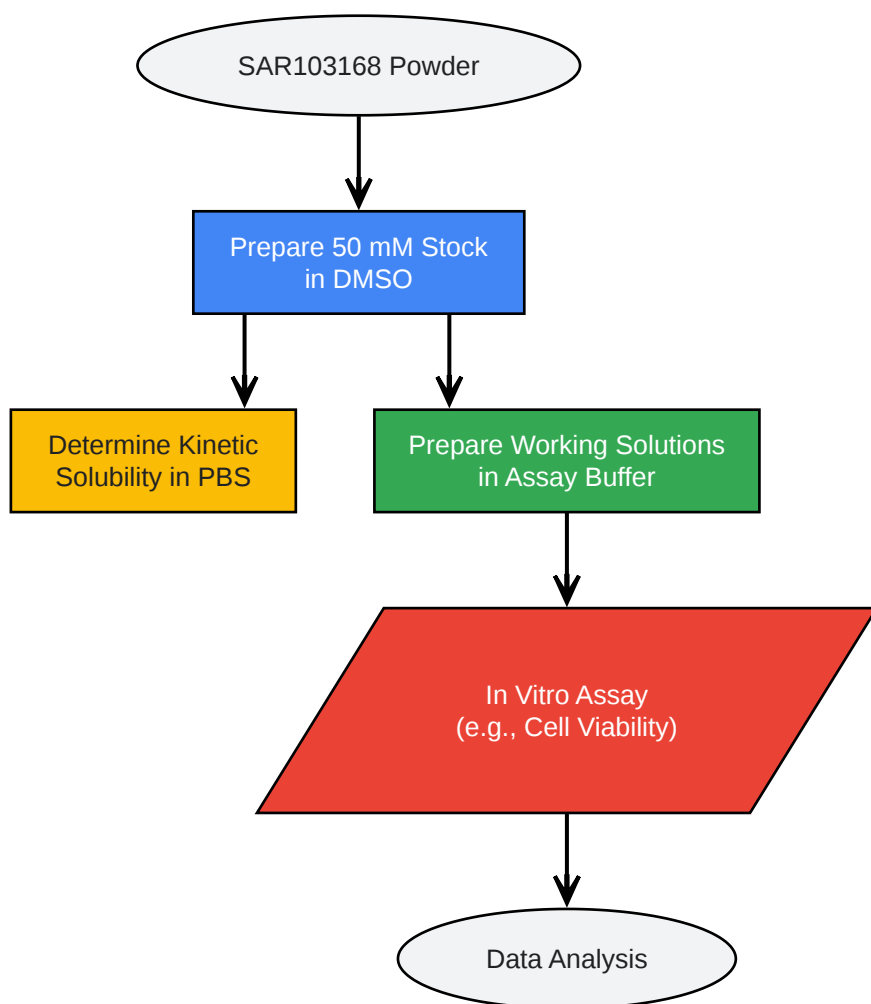 SAR103168 Powder
Prepare 50 mM Stock
in DMSO
Determine Kinetic
Solubility in PBS
Prepare Working Solutions
in Assay Buffer
In Vitro Assay
(e.g., Cell Viability)
Data Analysis